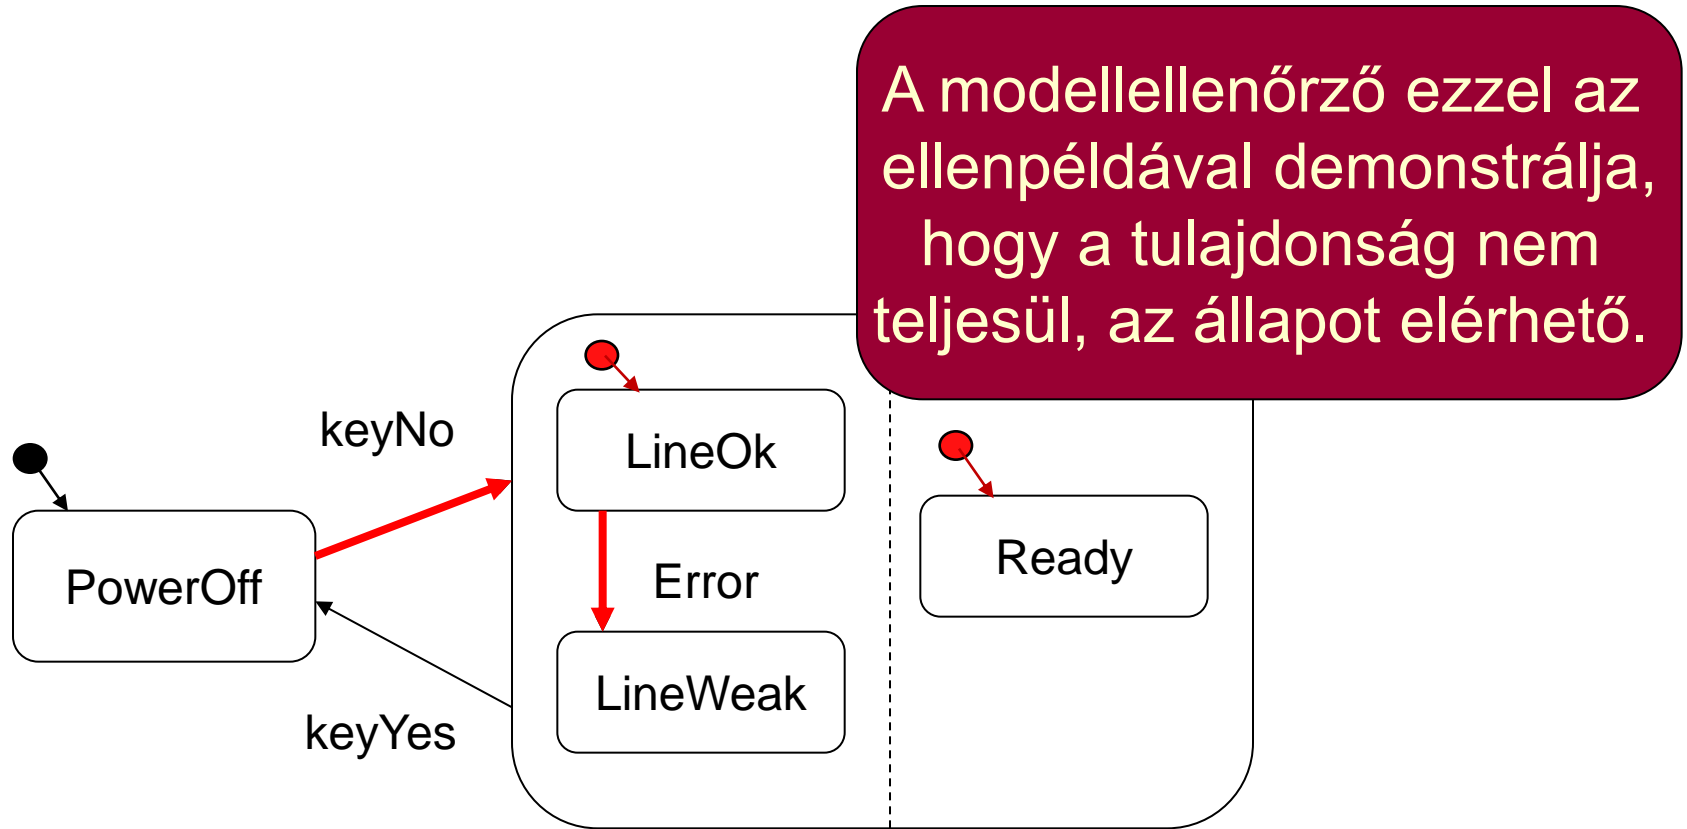 A modellellenőrző ezzel az
ellenpéldával demonstrálja,
hogy a tulajdonság nem
teljesül, az állapot elérhető.
keyNo
LineOk
PowerOff
Error
Ready
LineWeak
keyYes